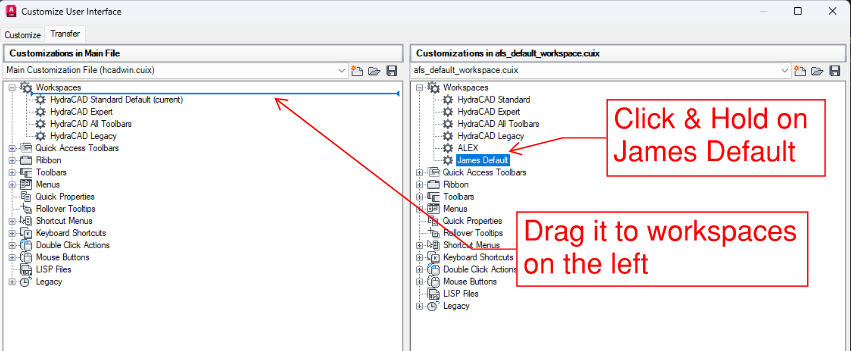 Customize User Interface
Customize
Transfer
Customizations in Main File
Main Customization File (hcadwin.cuix)
Workspaces
HydraCAD Standard Default (current)
HydraCAD Expert
HydraCAD All Toolbars
HydraCAD Legacy
Quick Access Toolbars
Ribbon
Toolbars
Menus
Quick Properties
Rollover Tooltips
Shortcut Menus
Keyboard Shortcuts
Double Click Actions
Mouse Buttons
LISP Files
Legacy
Customizations in afs_default_workspace.cuix
afs_default_workspace.cuix
Workspaces
HydraCAD Standard
HydraCAD Expert
HydraCAD All Toolbars
HydraCAD Legacy
ALEX
James Default
Quick Access Toolbars
Ribbon
Toolbars
Menus
Quick Properties
Rollover Tooltips
Shortcut Menus
Keyboard Shortcuts
Double Click Actions
Mouse Buttons
LISP Files
Legacy
Click & Hold on
James Default
Drag it to workspaces
on the left